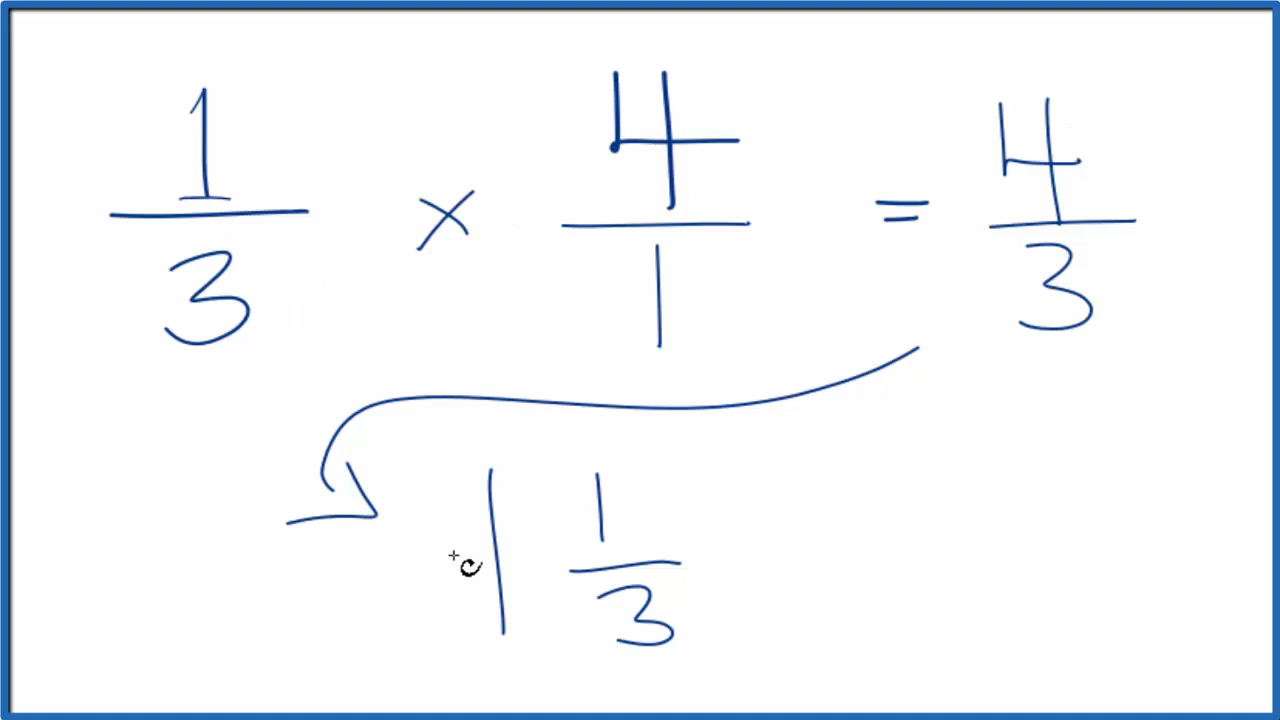 1/3 × 4/1 = 4/3
1 1/3